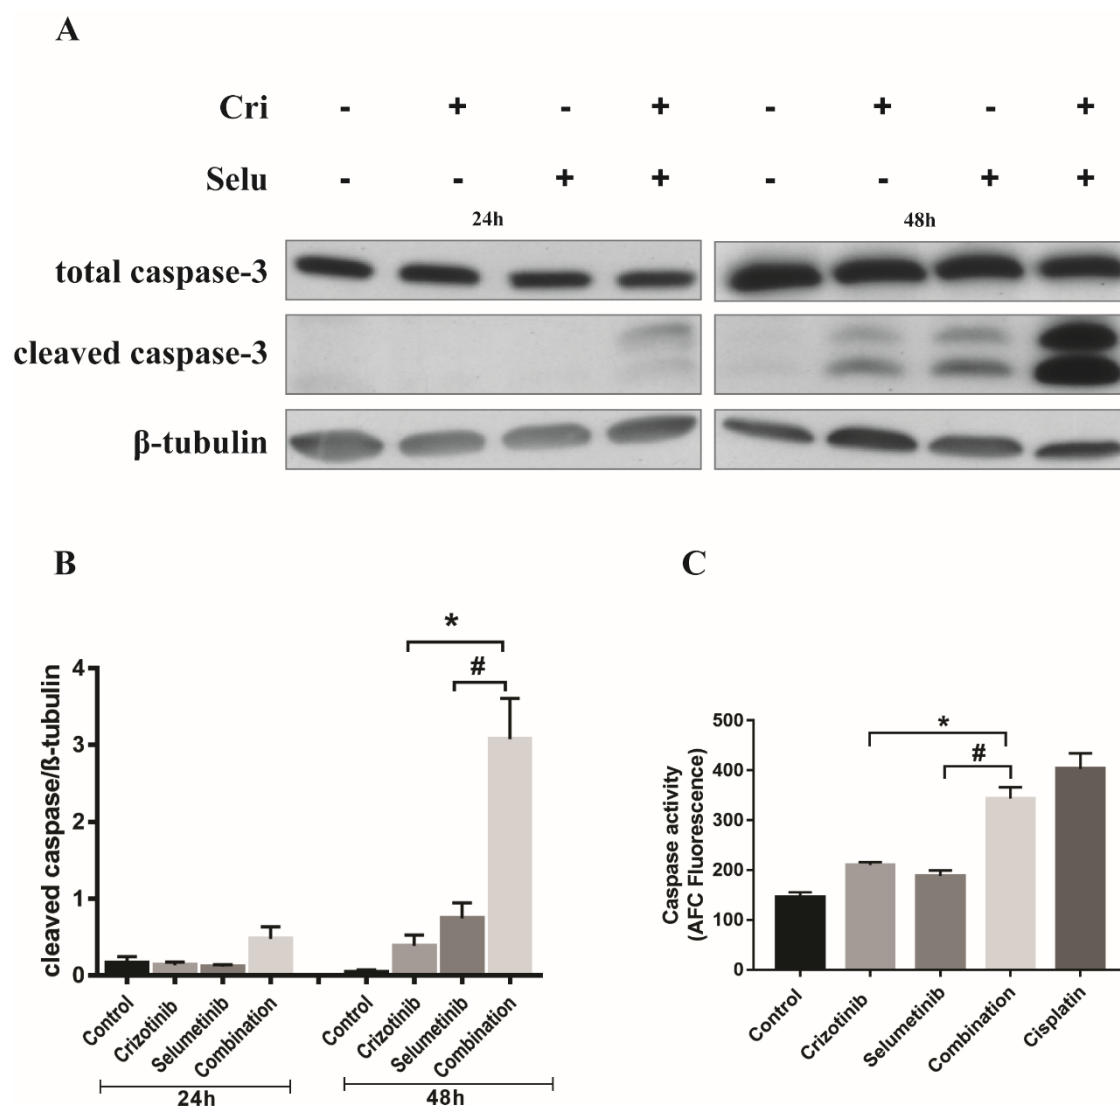 A
Cri - + - + - + - +
Selu - - + + - - + +
24h 48h
total caspase-3
cleaved caspase-3
β-tubulin
B
cleaved caspase/ß-tubulin
4
3
2
1
0
*
#
Control
Crizotinib
Selumetinib
Combination
Control
Crizotinib
Selumetinib
Combination
24h 48h
C
Caspase activity
(AFC Fluorescence)
500
400
300
200
100
0
*
#
Control
Crizotinib
Selumetinib
Combination
Cisplatin